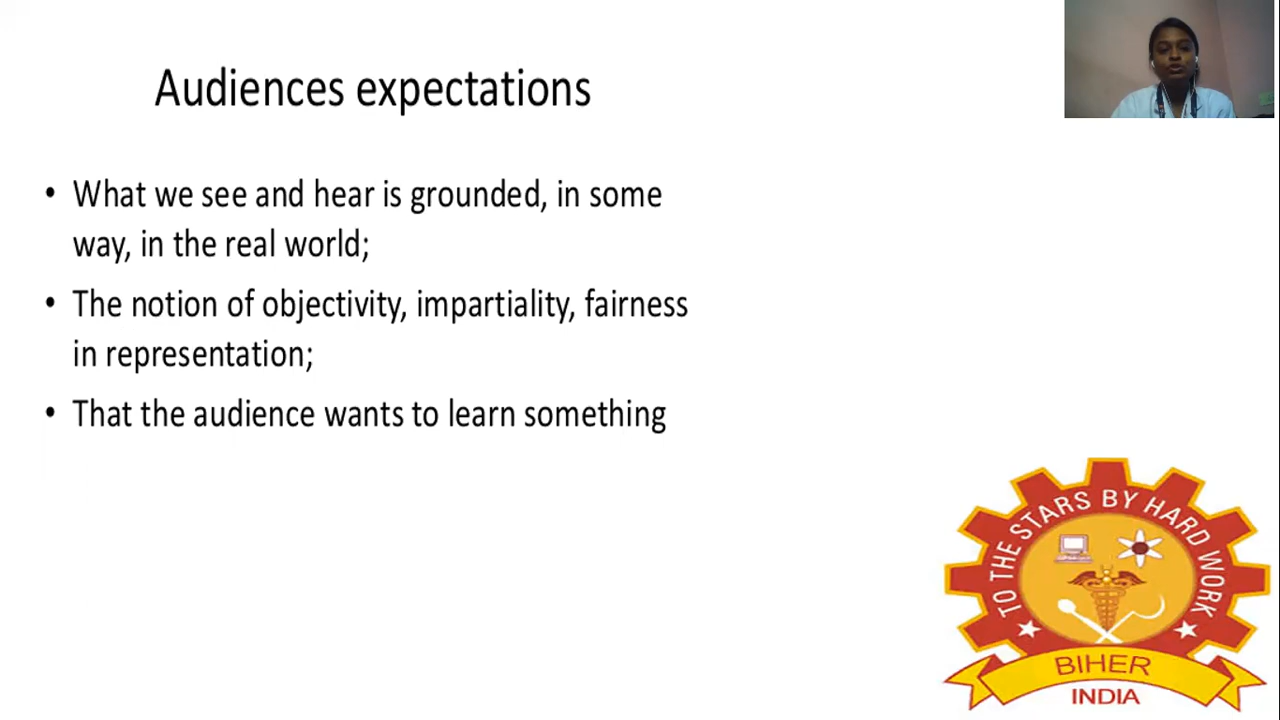 Audiences expectations
• What we see and hear is grounded, in some
way, in the real world;
• The notion of objectivity, impartiality, fairness
in representation;
• That the audience wants to learn something
TO THE STARS BY HARD WORK
BIHER
INDIA